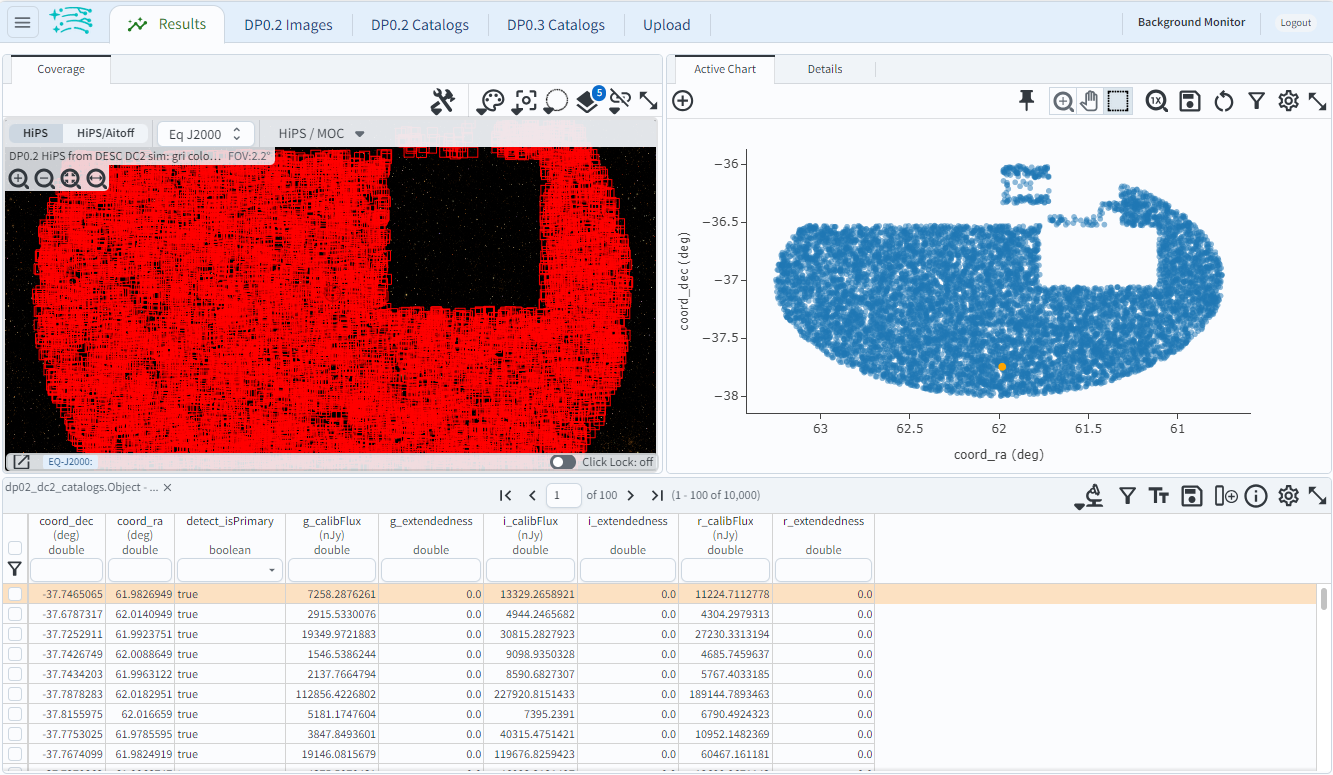 Results
DP0.2 Images
DP0.2 Catalogs
DP0.3 Catalogs
Upload
Background Monitor
Logout
Coverage
5
HiPS
HiPS/Aitoff
Eq J2000
HiPS / MOC
DP0.2 HiPS from DESC DC2 sim: gri colo... FOV:2.2°
EQ-J2000:
Click Lock: off
Active Chart
Details
1X
−36
−36.5
−37
−37.5
−38
coord_dec (deg)
63 62.5 62 61.5 61
coord_ra (deg)
dp02_dc2_catalogs.Object - ... ×
1 of 100 (1 - 100 of 10,000)
coord_dec coord_ra detect_isPrimary g_calibFlux g_extendedness i_calibFlux i_extendedness r_calibFlux r_extendedness
(deg) (deg) (nJy) (nJy) (nJy)
double double boolean double double double double double double
-37.7465065 61.9826949 true 7258.2876261 0.0 13329.2658921 0.0 11224.7112778 0.0
-37.6787317 62.0140949 true 2915.5330076 0.0 4944.2465682 0.0 4304.2979313 0.0
-37.7252911 61.9923751 true 19349.9721883 0.0 30815.2827923 0.0 27230.3313194 0.0
-37.7426749 62.0088649 true 1546.5386244 0.0 9098.9350328 0.0 4685.7459637 0.0
-37.7434203 61.9963122 true 2137.7664794 0.0 8590.6827307 0.0 5767.4033185 0.0
-37.7878283 62.0182951 true 112856.4226802 0.0 227920.8151433 0.0 189144.7893463 0.0
-37.8155975 62.016659 true 5181.1747604 0.0 7395.2391 0.0 6790.4924323 0.0
-37.7753025 61.9785595 true 3847.8493601 0.0 40315.4751421 0.0 10952.1482369 0.0
-37.7674099 61.9824919 true 19146.0815679 0.0 119676.8259423 0.0 60467.161181 0.0